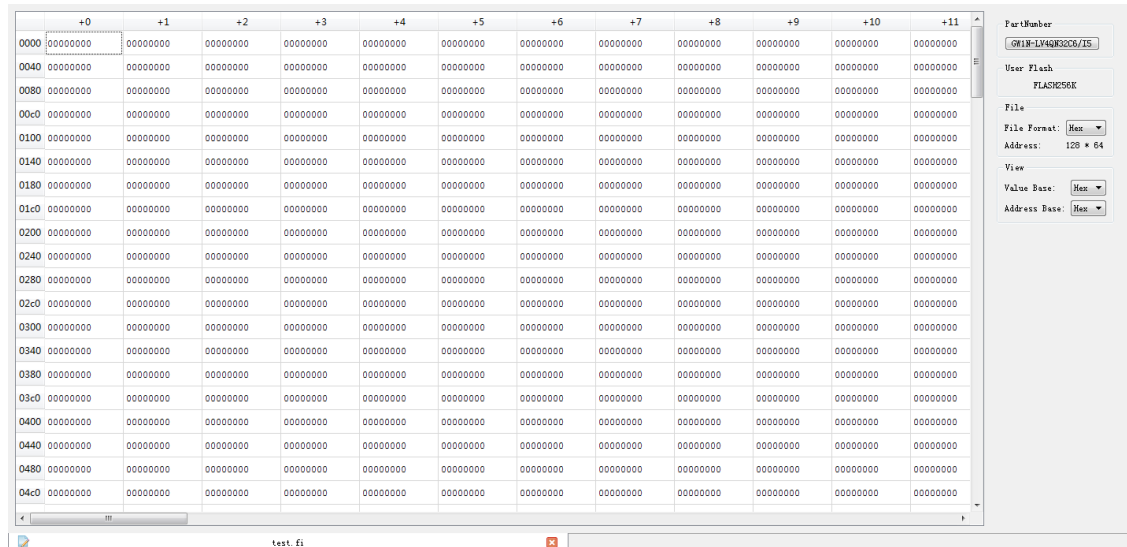 +0 +1 +2 +3 +4 +5 +6 +7 +8 +9 +10 +11
0000 00000000 00000000 00000000 00000000 00000000 00000000 00000000 00000000 00000000 00000000 00000000 00000000
0040 00000000 00000000 00000000 00000000 00000000 00000000 00000000 00000000 00000000 00000000 00000000 00000000
0080 00000000 00000000 00000000 00000000 00000000 00000000 00000000 00000000 00000000 00000000 00000000 00000000
00c0 00000000 00000000 00000000 00000000 00000000 00000000 00000000 00000000 00000000 00000000 00000000 00000000
0100 00000000 00000000 00000000 00000000 00000000 00000000 00000000 00000000 00000000 00000000 00000000 00000000
0140 00000000 00000000 00000000 00000000 00000000 00000000 00000000 00000000 00000000 00000000 00000000 00000000
0180 00000000 00000000 00000000 00000000 00000000 00000000 00000000 00000000 00000000 00000000 00000000 00000000
01c0 00000000 00000000 00000000 00000000 00000000 00000000 00000000 00000000 00000000 00000000 00000000 00000000
0200 00000000 00000000 00000000 00000000 00000000 00000000 00000000 00000000 00000000 00000000 00000000 00000000
0240 00000000 00000000 00000000 00000000 00000000 00000000 00000000 00000000 00000000 00000000 00000000 00000000
0280 00000000 00000000 00000000 00000000 00000000 00000000 00000000 00000000 00000000 00000000 00000000 00000000
02c0 00000000 00000000 00000000 00000000 00000000 00000000 00000000 00000000 00000000 00000000 00000000 00000000
0300 00000000 00000000 00000000 00000000 00000000 00000000 00000000 00000000 00000000 00000000 00000000 00000000
0340 00000000 00000000 00000000 00000000 00000000 00000000 00000000 00000000 00000000 00000000 00000000 00000000
0380 00000000 00000000 00000000 00000000 00000000 00000000 00000000 00000000 00000000 00000000 00000000 00000000
03c0 00000000 00000000 00000000 00000000 00000000 00000000 00000000 00000000 00000000 00000000 00000000 00000000
0400 00000000 00000000 00000000 00000000 00000000 00000000 00000000 00000000 00000000 00000000 00000000 00000000
0440 00000000 00000000 00000000 00000000 00000000 00000000 00000000 00000000 00000000 00000000 00000000 00000000
0480 00000000 00000000 00000000 00000000 00000000 00000000 00000000 00000000 00000000 00000000 00000000 00000000
04c0 00000000 00000000 00000000 00000000 00000000 00000000 00000000 00000000 00000000 00000000 00000000 00000000
PartNumber
GW1N-LV4QN32C6/I5
User Flash
FLASH256K
File
File Format: Hex
Address: 128 * 64
View
Value Base: Hex
Address Base: Hex
test.fi